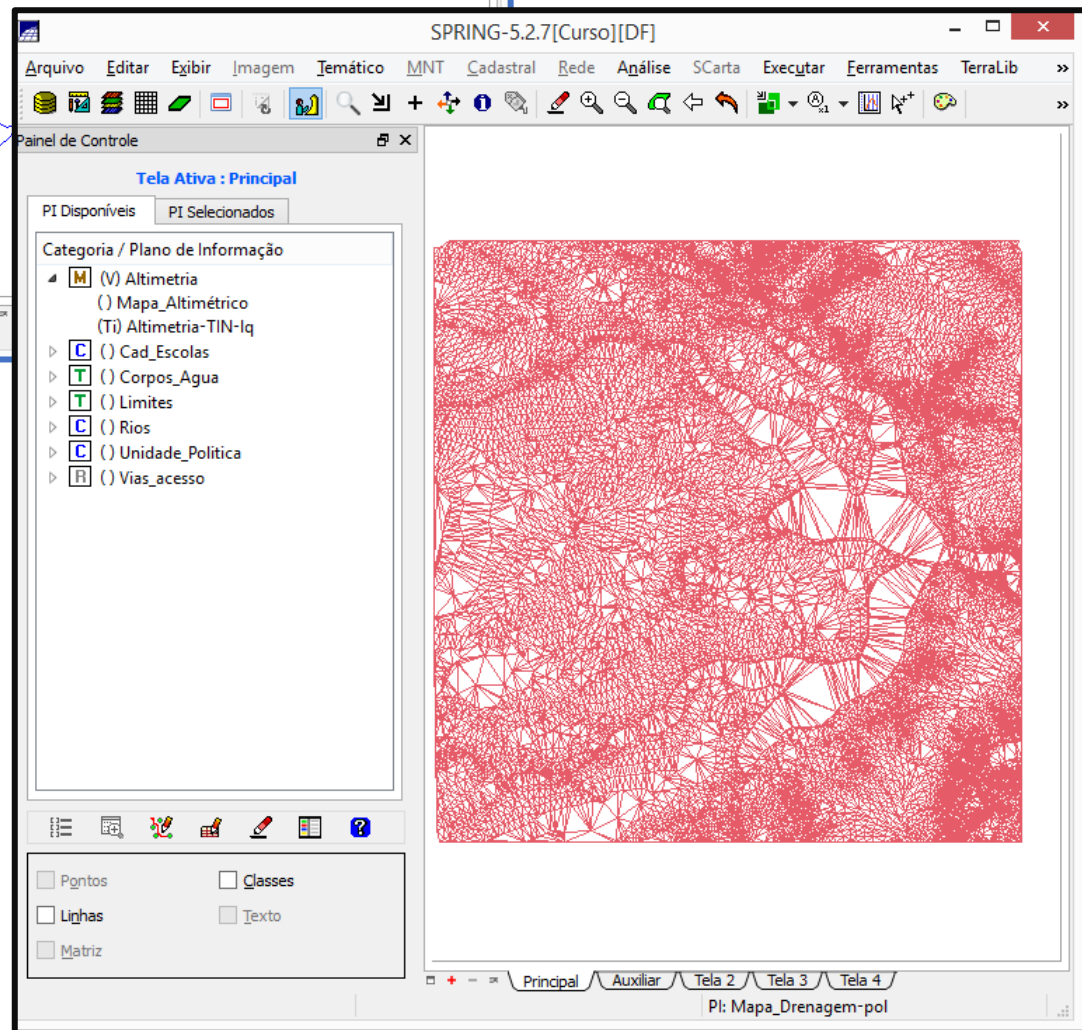 SPRING-5.2.7[Curso][DF]
Arquivo Editar Exibir Imagem Temático MNT Cadastral Rede Análise SCarta Executar Ferramentas TerraLib »
»
Painel de Controle
Tela Ativa : Principal
PI Disponíveis PI Selecionados
Categoria / Plano de Informação
M (V) Altimetria
() Mapa_Altimétrico
(Ti) Altimetria-TIN-lq
C () Cad_Escolas
T () Corpos_Agua
T () Limites
C () Rios
C () Unidade_Politica
R () Vias_acesso
Pontos Classes
Linhas Texto
Matriz
Principal Auxiliar Tela 2 Tela 3 Tela 4
PI: Mapa_Drenagem-pol